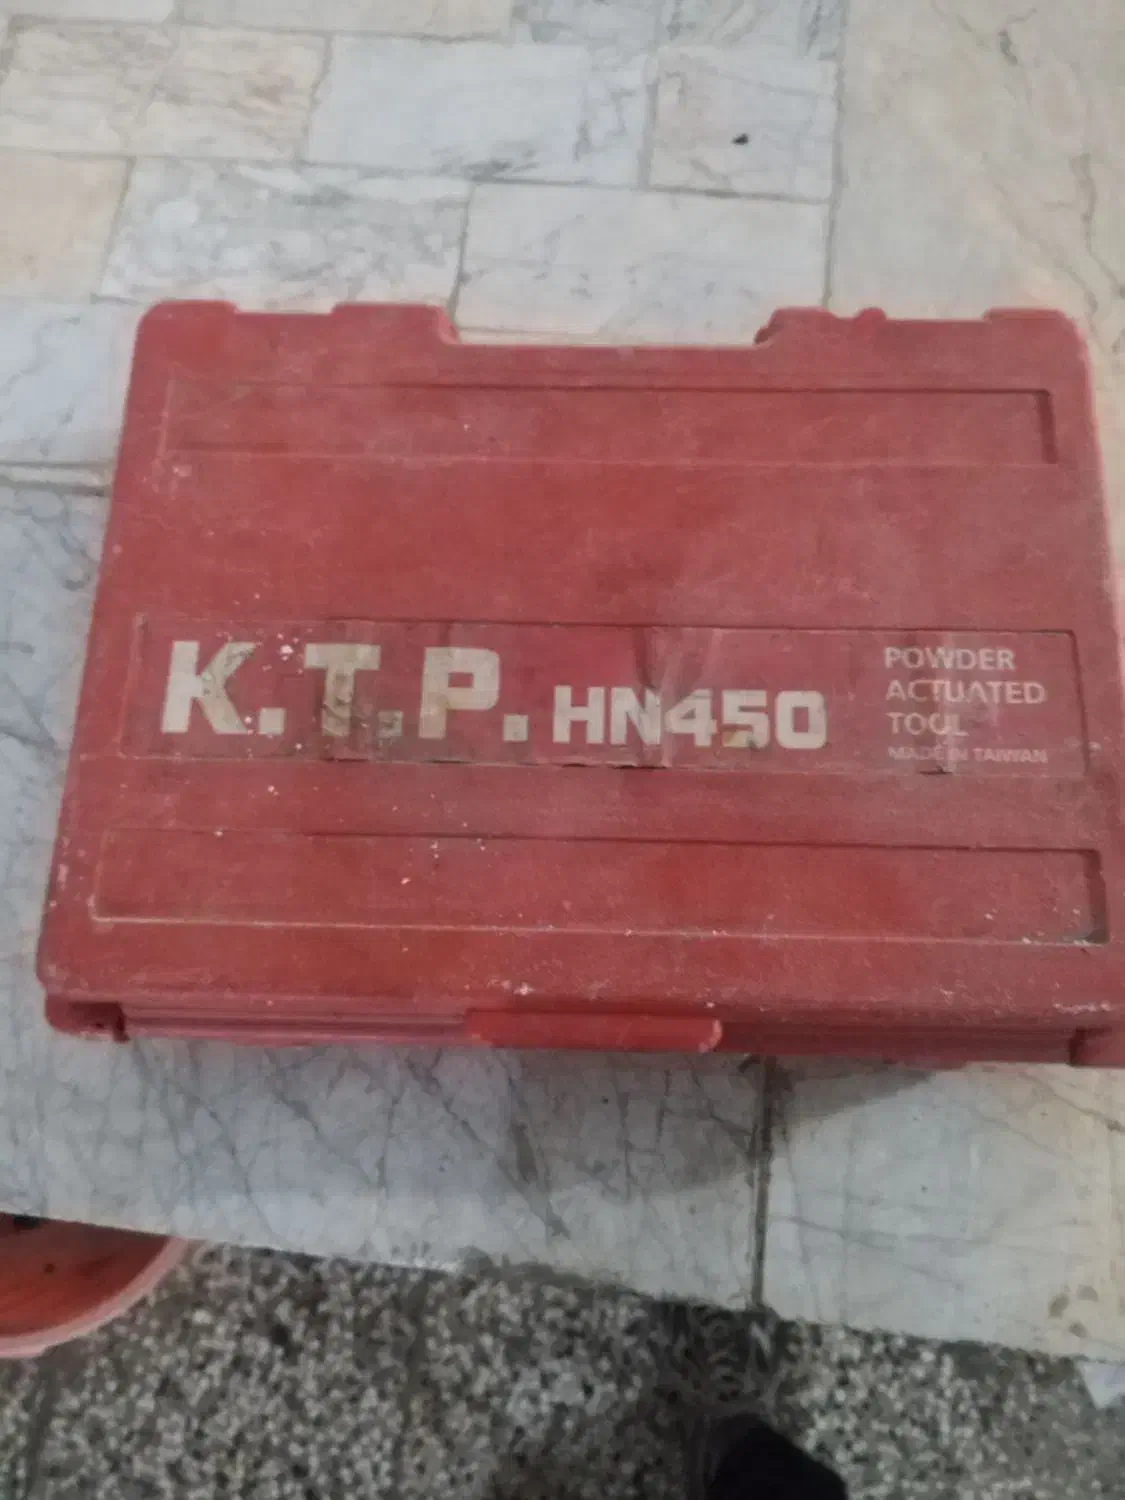 K.T.P. HN450
POWDER
ACTUATED
TOOL
MADE IN TAIWAN